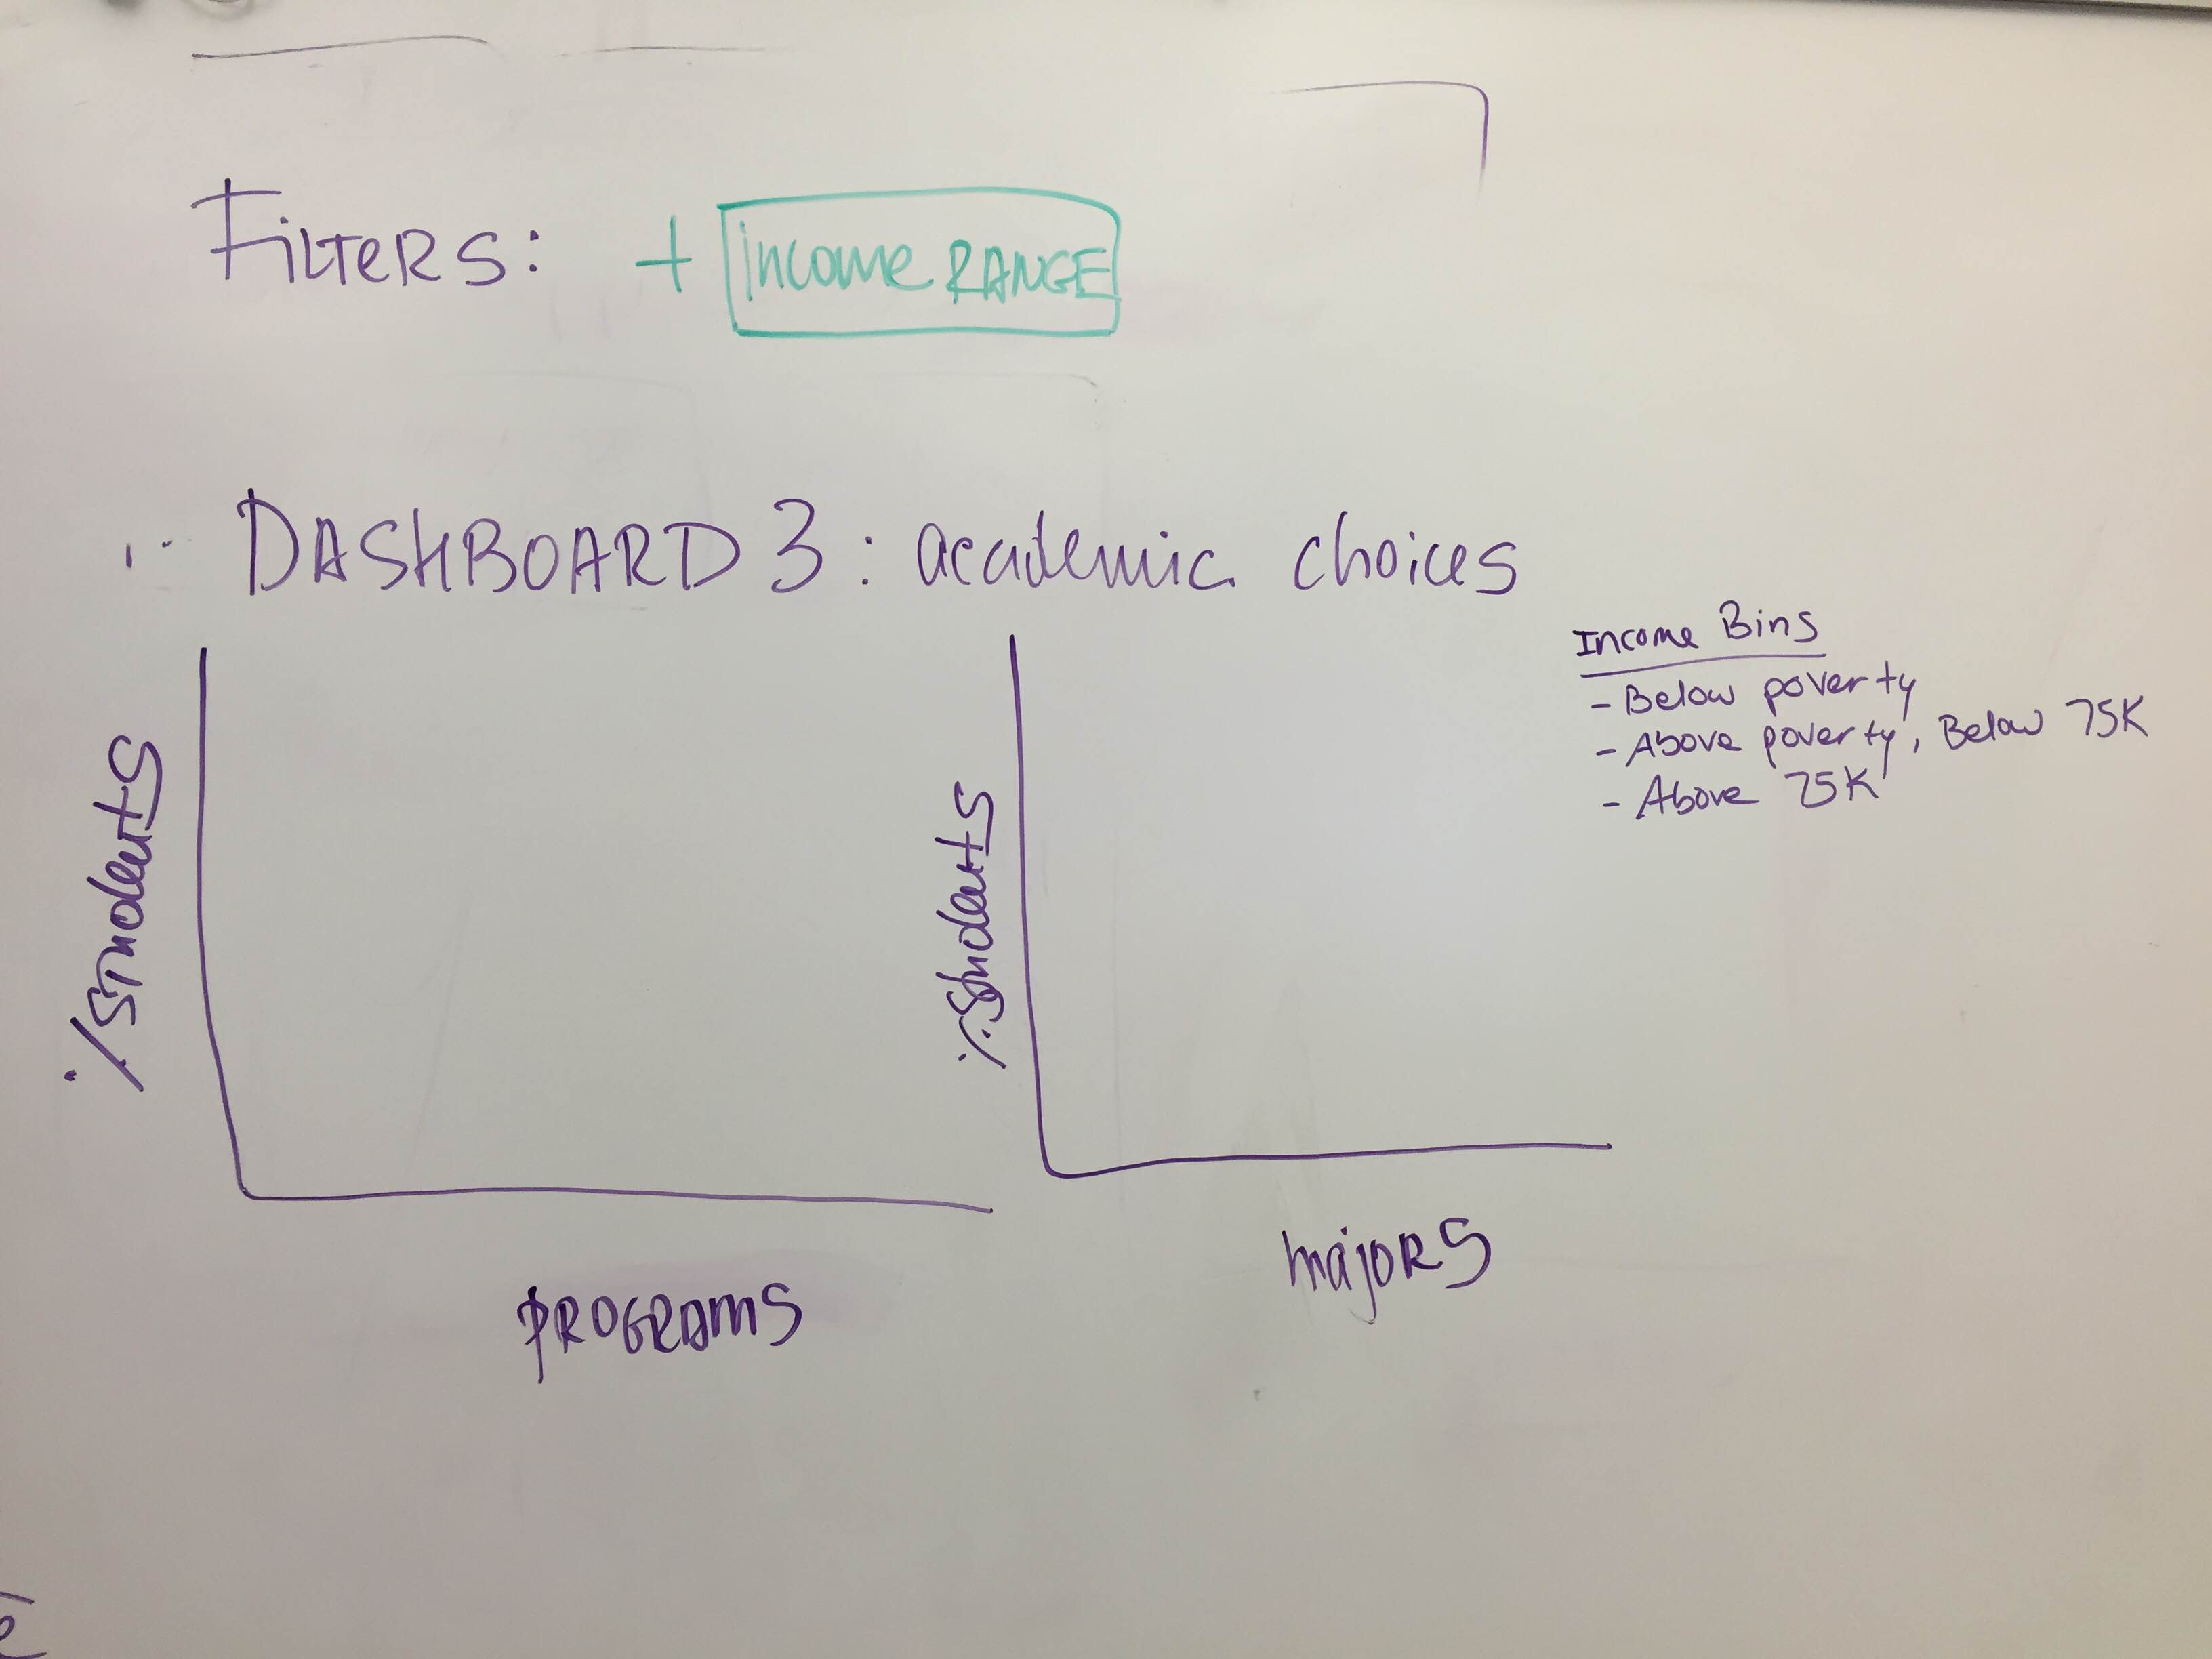 Filters: + income RANGE
DASHBOARD 3: academic choices
Income Bins
- Below poverty
- Above poverty, Below 75K
- Above 75K
% students
% students
programs
majors